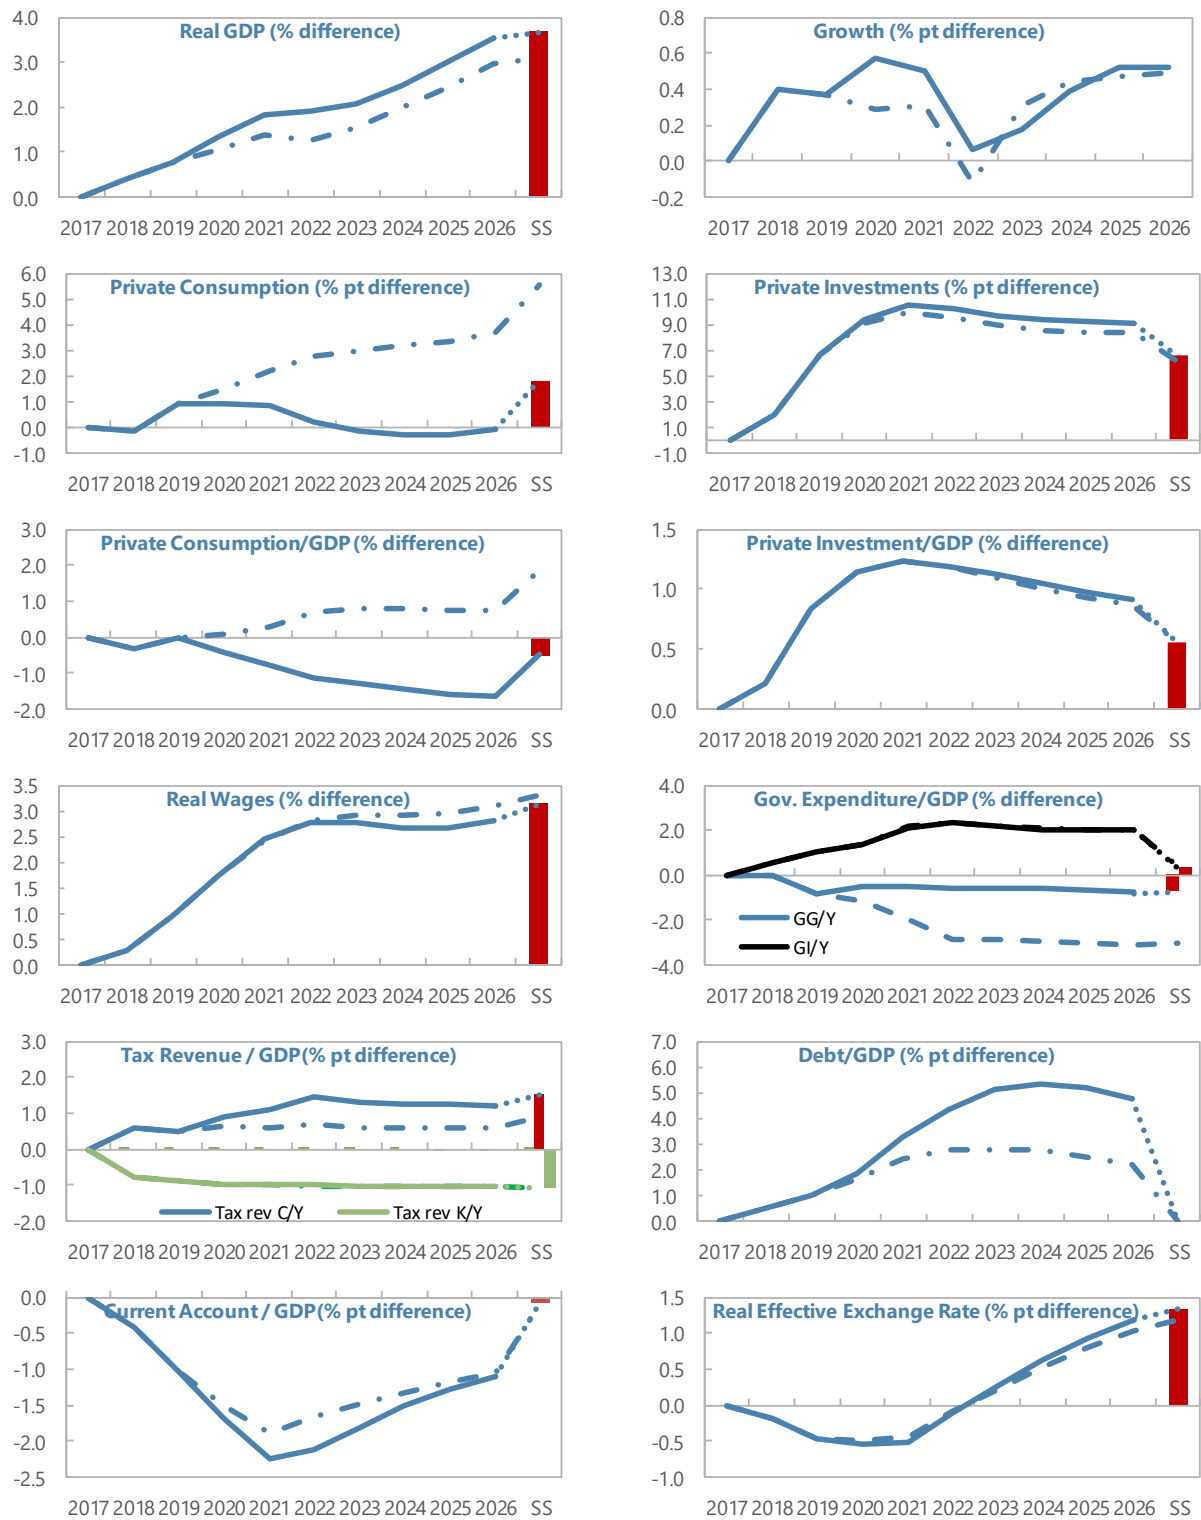 Real GDP (% difference)
4.0
3.0
2.0
1.0
0.0
2017 2018 2019 2020 2021 2022 2023 2024 2025 2026 SS
Growth (% pt difference)
0.8
0.6
0.4
0.2
0.0
-0.2
2017 2018 2019 2020 2021 2022 2023 2024 2025 2026
Private Consumption (% pt difference)
6.0
5.0
4.0
3.0
2.0
1.0
0.0
-1.0
2017 2018 2019 2020 2021 2022 2023 2024 2025 2026 SS
Private Investments (% pt difference)
13.0
11.0
9.0
7.0
5.0
3.0
1.0
-1.0
2017 2018 2019 2020 2021 2022 2023 2024 2025 2026 SS
Private Consumption/GDP (% difference)
3.0
2.0
1.0
0.0
-1.0
-2.0
2017 2018 2019 2020 2021 2022 2023 2024 2025 2026 SS
Private Investment/GDP (% difference)
1.5
1.0
0.5
0.0
2017 2018 2019 2020 2021 2022 2023 2024 2025 2026 SS
Real Wages (% difference)
3.5
3.0
2.5
2.0
1.5
1.0
0.5
0.0
2017 2018 2019 2020 2021 2022 2023 2024 2025 2026 SS
Gov. Expenditure/GDP (% difference)
4.0
2.0
0.0
-2.0
-4.0
GG/Y
GI/Y
2017 2018 2019 2020 2021 2022 2023 2024 2025 2026 SS
Tax Revenue / GDP(% pt difference)
3.0
2.0
1.0
0.0
-1.0
-2.0
Tax rev C/Y
Tax rev K/Y
2017 2018 2019 2020 2021 2022 2023 2024 2025 2026 SS
Debt/GDP (% pt difference)
7.0
6.0
5.0
4.0
3.0
2.0
1.0
0.0
2017 2018 2019 2020 2021 2022 2023 2024 2025 2026 SS
Current Account / GDP(% pt difference)
0.0
-0.5
-1.0
-1.5
-2.0
-2.5
2017 2018 2019 2020 2021 2022 2023 2024 2025 2026 SS
Real Effective Exchange Rate (% pt difference)
1.5
1.0
0.5
0.0
-0.5
-1.0
2017 2018 2019 2020 2021 2022 2023 2024 2025 2026 SS